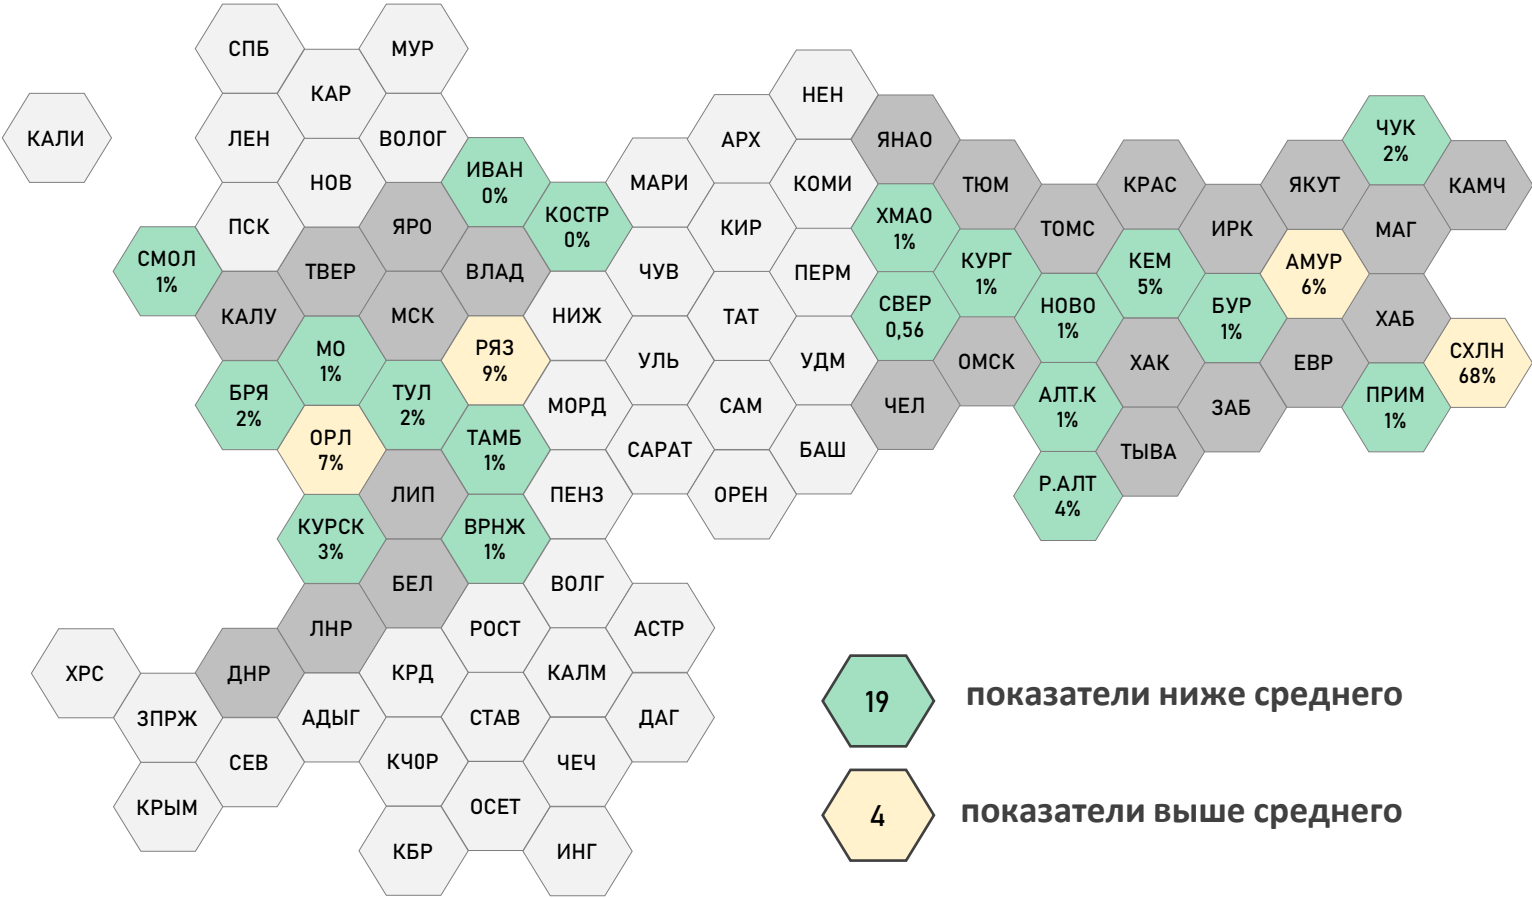 СПБ
МУР
КАР
НЕН
КАЛИ
ЛЕН
ВОЛОГ
АРХ
ЯНАО
ЧУК
2%
ИВАН
0%
НОВ
МАРИ
КОМИ
ТЮМ
КРАС
ЯКУТ
КАМЧ
ПСК
ЯРО
КОСТР
0%
КИР
ХМАО
1%
ТОМС
ИРК
МАГ
СМОЛ
1%
ТВЕР
ВЛАД
ЧУВ
ПЕРМ
КУРГ
1%
КЕМ
5%
АМУР
6%
КАЛУ
МСК
НИЖ
ТАТ
СВЕР
0,56
НОВО
1%
БУР
1%
ХАБ
МО
1%
РЯЗ
9%
УЛЬ
УДМ
ОМСК
ХАК
ЕВР
СХЛН
68%
БРЯ
2%
ТУЛ
2%
МОРД
САМ
ЧЕЛ
АЛТ.К
1%
ЗАБ
ПРИМ
1%
ОРЛ
7%
ТАМБ
1%
САРАТ
БАШ
ТЫВА
ЛИП
ПЕНЗ
ОРЕН
Р.АЛТ
4%
КУРСК
3%
ВРНЖ
1%
БЕЛ
ВОЛГ
ЛНР
РОСТ
АСТР
ХРС
ДНР
КРД
КАЛМ
ЗПРЖ
АДЫГ
СТАВ
ДАГ
СЕВ
КЧ0Р
ЧЕЧ
КРЫМ
ОСЕТ
КБР
ИНГ
19
показатели ниже среднего
4
показатели выше среднего